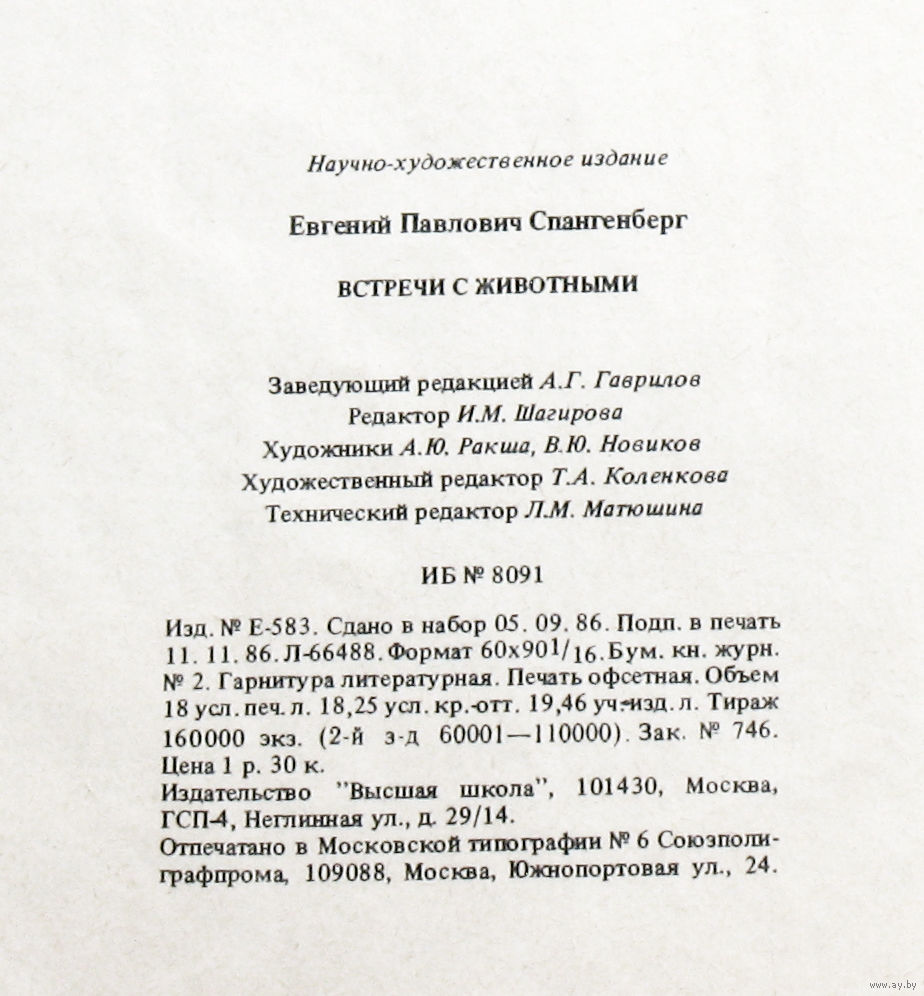 Научно-художественное издание
Евгений Павлович Спангенберг
ВСТРЕЧИ С ЖИВОТНЫМИ
Заведующий редакцией А.Г. Гаврилов
Редактор И.М. Шагирова
Художники А.Ю. Ракша, В.Ю. Новиков
Художественный редактор Т.А. Коленкова
Технический редактор Л.М. Матюшина
ИБ № 8091
Изд. № Е-583. Сдано в набор 05. 09. 86. Подп. в печать
11. 11. 86. Л-66488. Формат 60х90 1/16. Бум. кн. журн.
№ 2. Гарнитура литературная. Печать офсетная. Объем
18 усл. печ. л. 18,25 усл. кр.-отт. 19,46 уч-изд. л. Тираж
160000 экз. (2-й з-д 60001—110000). Зак. № 746.
Цена 1 р. 30 к.
Издательство "Высшая школа", 101430, Москва,
ГСП-4, Неглинная ул., д. 29/14.
Отпечатано в Московской типографии № 6 Союзполи-
графпрома, 109088, Москва, Южнопортовая ул., 24.
www.ay.by